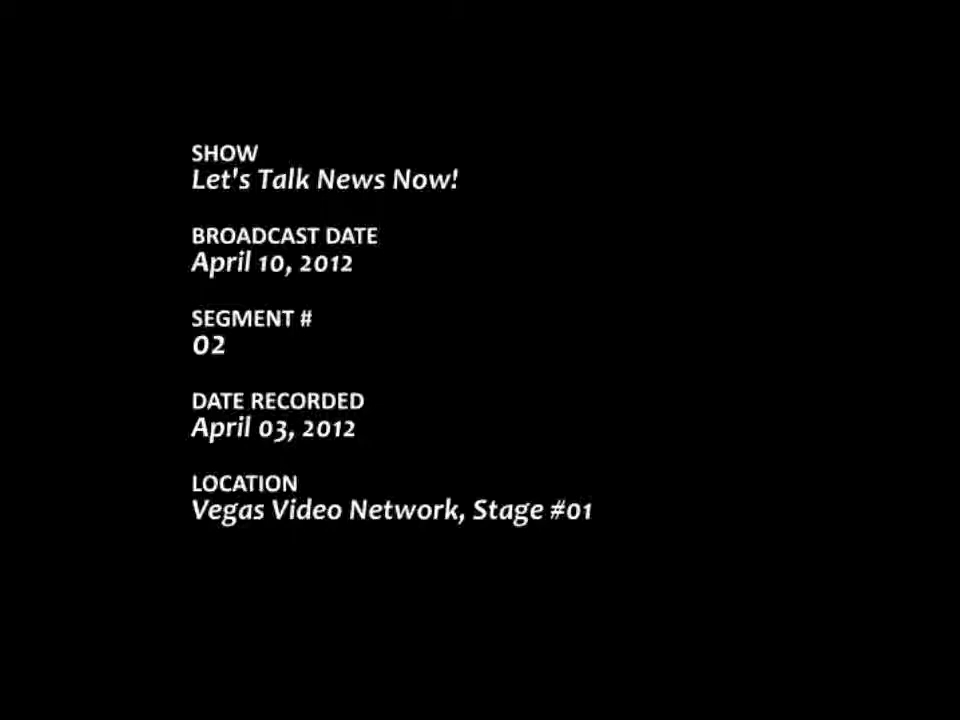 SHOW
Let's Talk News Now!
BROADCAST DATE
April 10, 2012
SEGMENT #
02
DATE RECORDED
April 03, 2012
LOCATION
Vegas Video Network, Stage #01